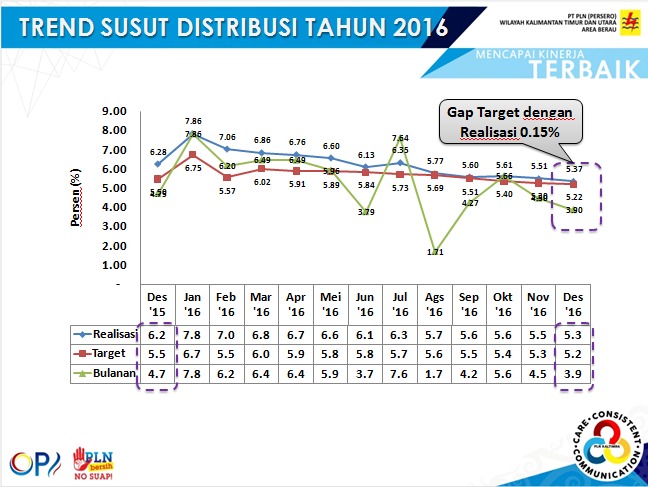 TREND SUSUT DISTRIBUSI TAHUN 2016
PT PLN (PERSERO)
WILAYAH KALIMANTAN TIMUR DAN UTARA
AREA BERAU
MENCAPAI KINERJA
TERBAIK
Gap Target dengan
Realisasi 0.15%
Persen (%)
9.00
8.00
7.00
6.00
5.00
4.00
3.00
2.00
1.00
-
6.28 7.86 7.06 6.86 6.76 6.60 6.13 6.35 5.77 5.60 5.61 5.51 5.37
6.75 5.57 6.02 5.91 5.89 5.84 5.73 5.69 5.51 5.40 5.22
4.75 7.86 6.20 6.49 6.49 5.96 3.79 7.64 1.71 4.27 5.66 3.90
Des '15 Jan '16 Feb '16 Mar '16 Apr '16 Mei '16 Jun '16 Jul '16 Ags '16 Sep '16 Okt '16 Nov '16 Des '16
Realisasi 6.2 7.8 7.0 6.8 6.7 6.6 6.1 6.3 5.7 5.6 5.6 5.5 5.3
Target 5.5 6.7 5.5 6.0 5.9 5.8 5.8 5.7 5.6 5.5 5.4 5.3 5.2
Bulanan 4.7 7.8 6.2 6.4 6.4 5.9 3.7 7.6 1.7 4.2 5.6 4.5 3.9
OPI
PLN
bersih
NO SUAP!
CARE - CONSISTENT
COMMUNICATION
PLN KALTIMRA